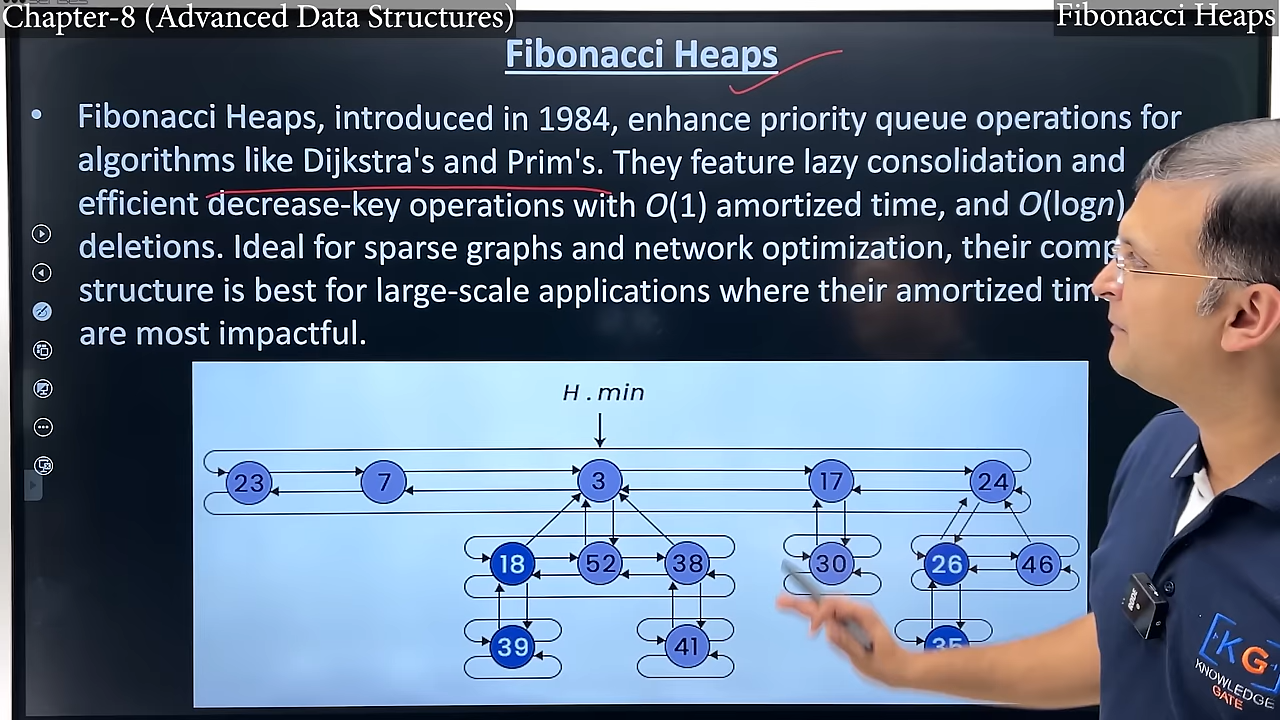 Chapter-8 (Advanced Data Structures)
Fibonacci Heaps
Fibonacci Heaps
• Fibonacci Heaps, introduced in 1984, enhance priority queue operations for
algorithms like Dijkstra's and Prim's. They feature lazy consolidation and
efficient decrease-key operations with O(1) amortized time, and O(logn)
deletions. Ideal for sparse graphs and network optimization, their
structure is best for large-scale applications where their amortized
are most impactful.
H . min
23 7 3 17 24
18 52 38 30 26 46
39 41 35
KG
KNOWLEDGE
GATE